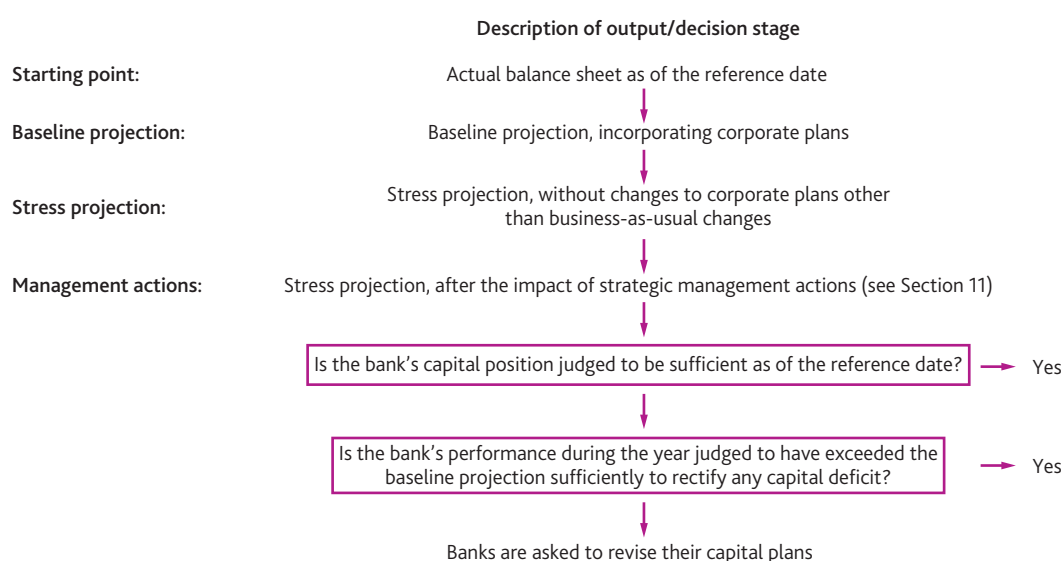 Description of output/decision stage
Starting point:
Actual balance sheet as of the reference date
Baseline projection:
Baseline projection, incorporating corporate plans
Stress projection:
Stress projection, without changes to corporate plans other
than business-as-usual changes
Management actions:
Stress projection, after the impact of strategic management actions (see Section 11)
Is the bank's capital position judged to be sufficient as of the reference date?
Yes
Is the bank's performance during the year judged to have exceeded the
baseline projection sufficiently to rectify any capital deficit?
Yes
Banks are asked to revise their capital plans